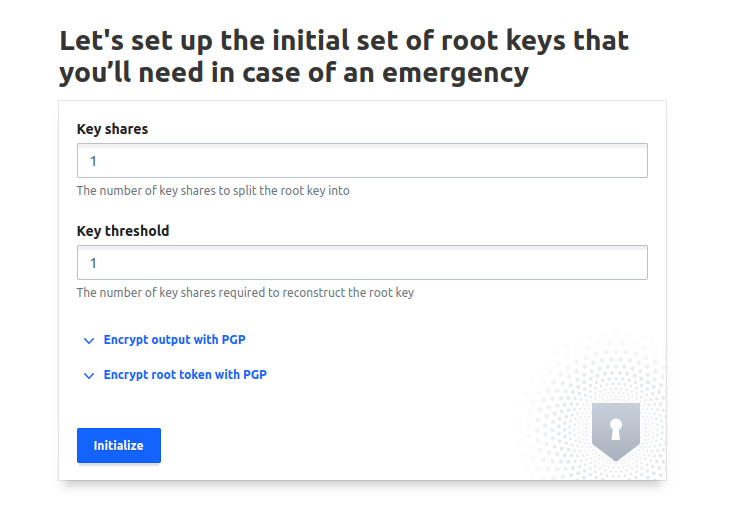 Let's set up the initial set of root keys that
you’ll need in case of an emergency
Key shares
1
The number of key shares to split the root key into
Key threshold
1
The number of key shares required to reconstruct the root key
Encrypt output with PGP
Encrypt root token with PGP
Initialize